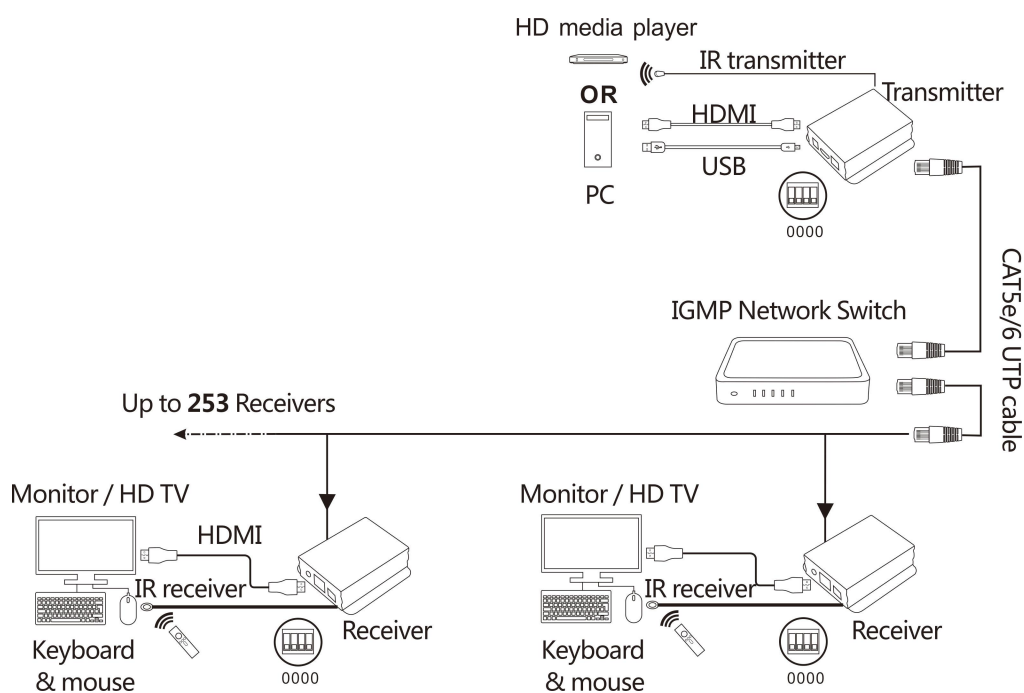 HD media player
IR transmitter
OR
Transmitter
HDMI
USB
PC
0000
CAT5e/6 UTP cable
IGMP Network Switch
Up to 253 Receivers
Monitor / HD TV
HDMI
IR receiver
Keyboard
& mouse
Receiver
0000
Monitor / HD TV
IR receiver
Keyboard
& mouse
Receiver
0000